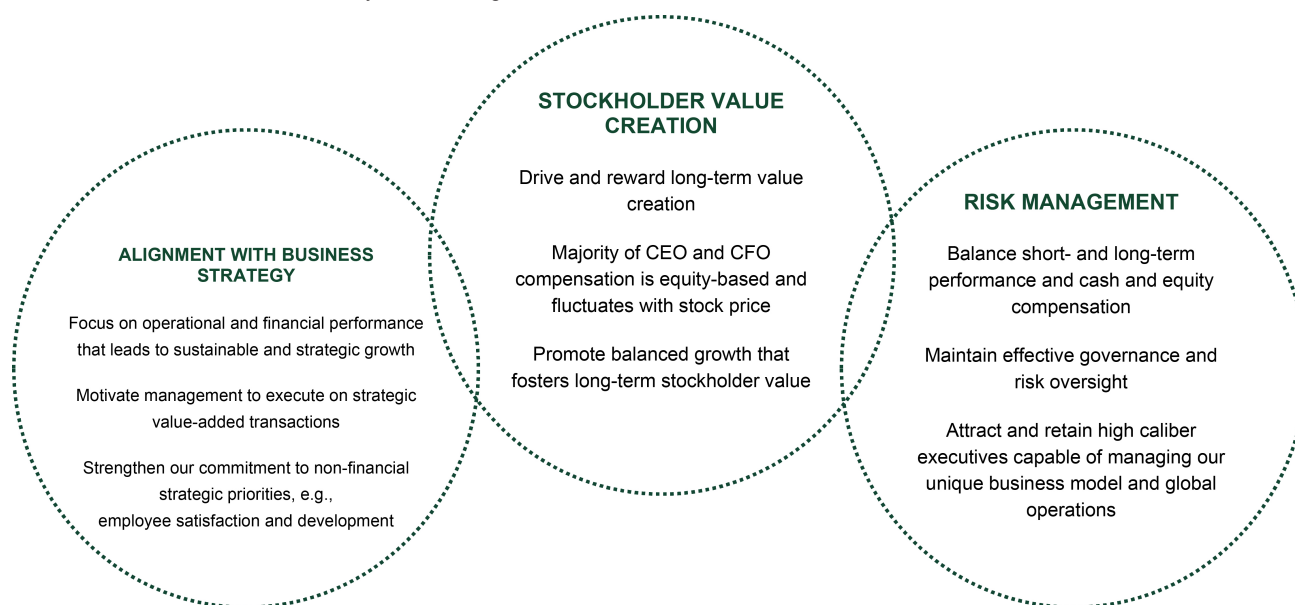 ALIGNMENT WITH BUSINESS
STRATEGY
Focus on operational and financial performance
that leads to sustainable and strategic growth
Motivate management to execute on strategic
value-added transactions
Strengthen our commitment to non-financial
strategic priorities, e.g.,
employee satisfaction and development
STOCKHOLDER VALUE
CREATION
Drive and reward long-term value
creation
Majority of CEO and CFO
compensation is equity-based and
fluctuates with stock price
Promote balanced growth that
fosters long-term stockholder value
RISK MANAGEMENT
Balance short- and long-term
performance and cash and equity
compensation
Maintain effective governance and
risk oversight
Attract and retain high caliber
executives capable of managing our
unique business model and global
operations